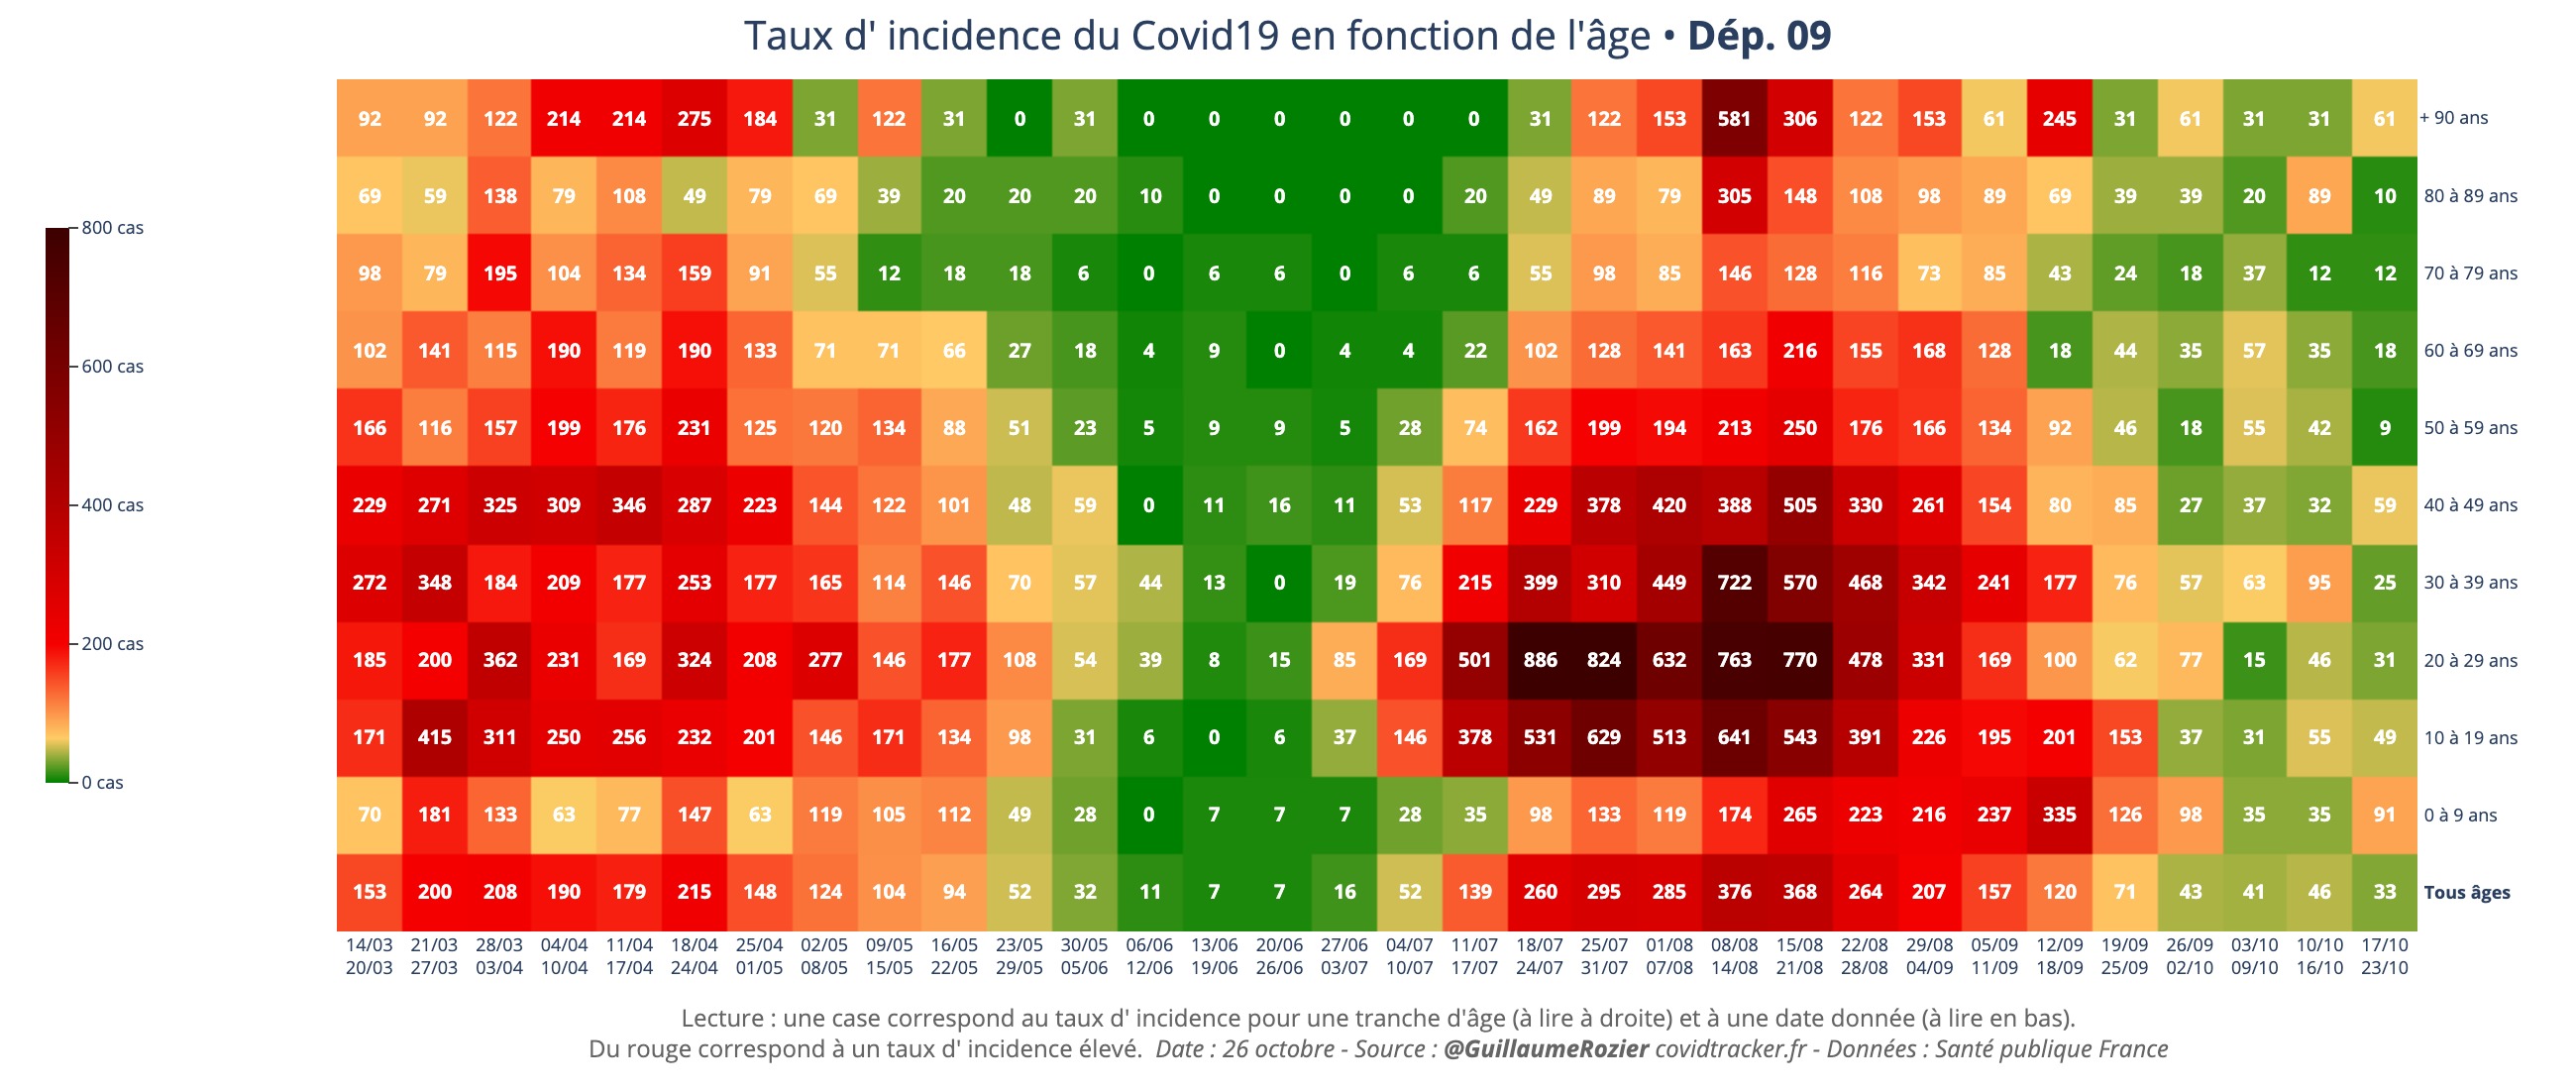 Taux d' incidence du Covid19 en fonction de l'âge • Dép. 09
800 cas
600 cas
400 cas
200 cas
0 cas
92 92 122 214 214 275 184 31 122 31 0 31 0 0 0 0 0 0 31 122 153 581 306 122 153 61 245 31 61 31 31 61 + 90 ans
69 59 138 79 108 49 79 69 39 20 20 20 10 0 0 0 0 20 49 89 79 305 148 108 98 89 69 39 39 20 89 10 80 à 89 ans
98 79 195 104 134 159 91 55 12 18 18 6 0 6 6 0 6 6 55 98 85 146 128 116 73 85 43 24 18 37 12 12 70 à 79 ans
102 141 115 190 119 190 133 71 71 66 27 18 4 9 0 4 4 22 102 128 141 163 216 155 168 128 18 44 35 57 35 18 60 à 69 ans
166 116 157 199 176 231 125 120 134 88 51 23 5 9 9 5 28 74 162 199 194 213 250 176 166 134 92 46 18 55 42 9 50 à 59 ans
229 271 325 309 346 287 223 144 122 101 48 59 0 11 16 11 53 117 229 378 420 388 505 330 261 154 80 85 27 37 32 59 40 à 49 ans
272 348 184 209 177 253 177 165 114 146 70 57 44 13 0 19 76 215 399 310 449 722 570 468 342 241 177 76 57 63 95 25 30 à 39 ans
185 200 362 231 169 324 208 277 146 177 108 54 39 8 15 85 169 501 886 824 632 763 770 478 331 169 100 62 77 15 46 31 20 à 29 ans
171 415 311 250 256 232 201 146 171 134 98 31 6 0 6 37 146 378 531 629 513 641 543 391 226 195 201 153 37 31 55 49 10 à 19 ans
70 181 133 63 77 147 63 119 105 112 49 28 0 7 7 7 28 35 98 133 119 174 265 223 216 237 335 126 98 35 35 91 0 à 9 ans
153 200 208 190 179 215 148 124 104 94 52 32 11 7 7 16 52 139 260 295 285 376 368 264 207 157 120 71 43 41 46 33 Tous âges
14/03 21/03 28/03 04/04 11/04 18/04 25/04 02/05 09/05 16/05 23/05 30/05 06/06 13/06 20/06 27/06 04/07 11/07 18/07 25/07 01/08 08/08 15/08 22/08 29/08 05/09 12/09 19/09 26/09 03/10 10/10 17/10
20/03 27/03 03/04 10/04 17/04 24/04 01/05 08/05 15/05 22/05 29/05 05/06 12/06 19/06 26/06 03/07 10/07 17/07 24/07 31/07 07/08 14/08 21/08 28/08 04/09 11/09 18/09 25/09 02/10 09/10 16/10 23/10
Lecture : une case correspond au taux d' incidence pour une tranche d'âge (à lire à droite) et à une date donnée (à lire en bas).
Du rouge correspond à un taux d' incidence élevé. Date : 26 octobre - Source : @GuillaumeRozier covidtracker.fr - Données : Santé publique France